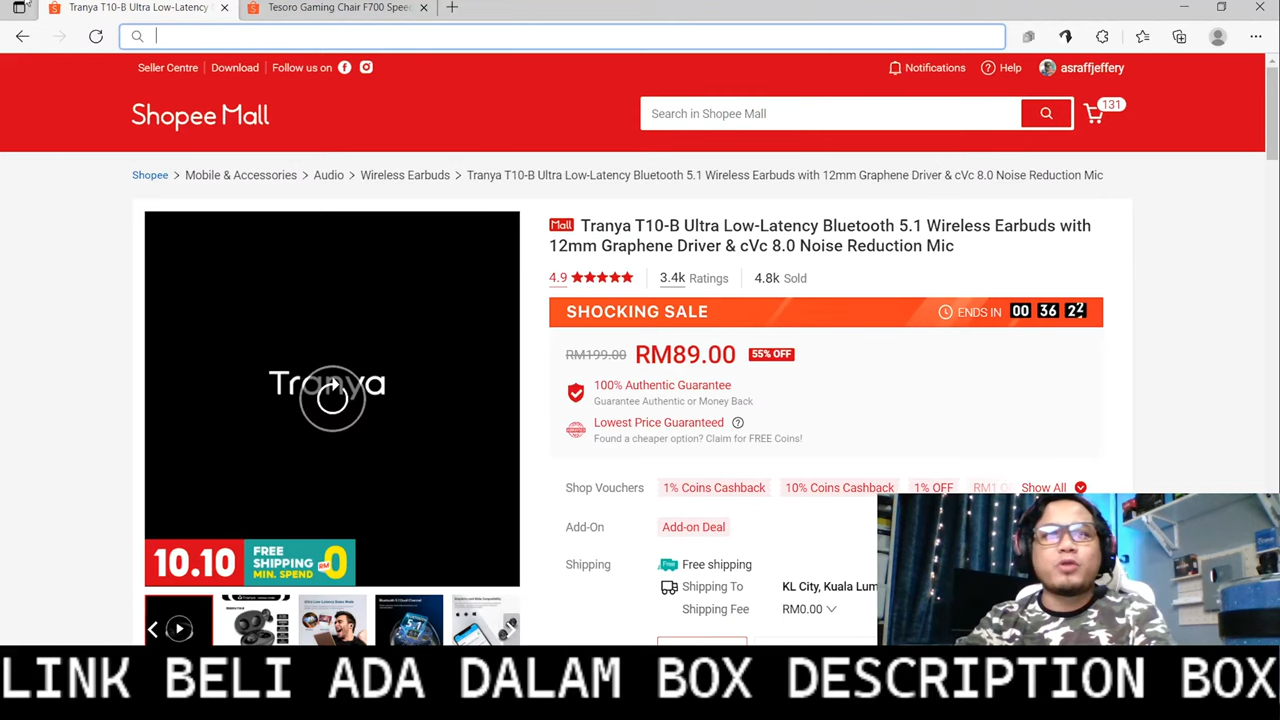 Tranya T10-B Ultra Low-Latency
Tesoro Gaming Chair F700 Spee
Seller Centre
Download
Follow us on
Notifications
Help
asraffjeffery
Shopee Mall
Search in Shopee Mall
131
Shopee > Mobile & Accessories > Audio > Wireless Earbuds > Tranya T10-B Ultra Low-Latency Bluetooth 5.1 Wireless Earbuds with 12mm Graphene Driver & cVc 8.0 Noise Reduction Mic
Mall Tranya T10-B Ultra Low-Latency Bluetooth 5.1 Wireless Earbuds with
12mm Graphene Driver & cVc 8.0 Noise Reduction Mic
4.9
3.4k Ratings
4.8k Sold
SHOCKING SALE
ENDS IN 00 36
RM199.00 RM89.00 55% OFF
100% Authentic Guarantee
Guarantee Authentic or Money Back
Lowest Price Guaranteed
Found a cheaper option? Claim for FREE Coins!
Tranya
10.10
FREE
SHIPPING
MIN. SPEND RM0
Shop Vouchers
1% Coins Cashback
10% Coins Cashback
1% OFF
Show All
Add-On
Add-on Deal
Shipping
Free shipping
Shipping To
KL City, Kuala Lum
Shipping Fee
RM0.00
LINK BELI ADA DALAM BOX DESCRIPTION BOX